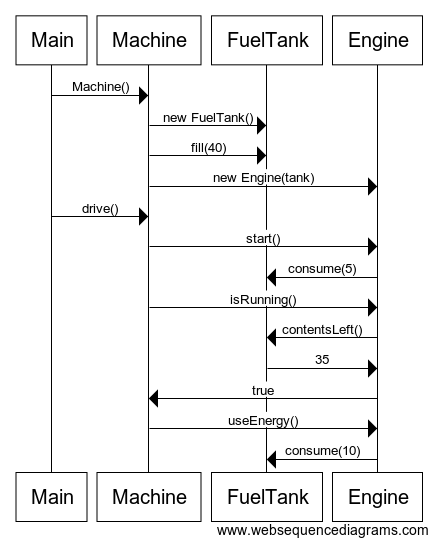 Main Machine FuelTank Engine
Machine()
new FuelTank()
fill(40)
new Engine(tank)
drive()
start()
consume(5)
isRunning()
contentsLeft()
35
true
useEnergy()
consume(10)
Main Machine FuelTank Engine
www.websequencediagrams.com